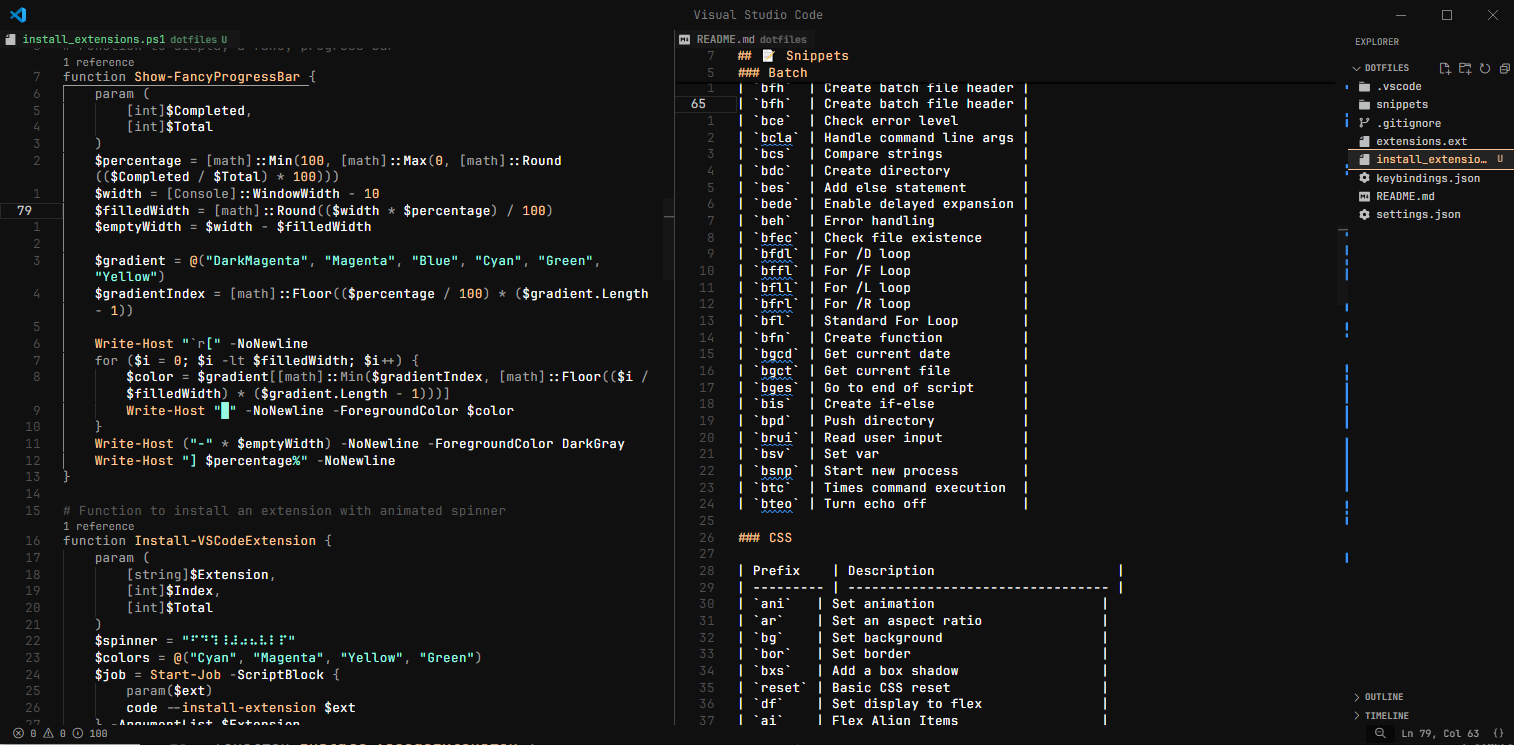 Visual Studio Code
install_extensions.ps1 dotfiles U
# Function to display a fancy progress bar
1 reference
7 function Show-FancyProgressBar {
6 param (
5 [int]$Completed,
4 [int]$Total
3 )
2 $percentage = [math]::Min(100, [math]::Max(0, [math]::Round
(($Completed / $Total) * 100)))
1 $width = [Console]::WindowWidth - 10
79 $filledWidth = [math]::Round(($width * $percentage) / 100)
1 $emptyWidth = $width - $filledWidth
2
3 $gradient = @("DarkMagenta", "Magenta", "Blue", "Cyan", "Green",
"Yellow")
4 $gradientIndex = [math]::Floor(($percentage / 100) * ($gradient.Length
- 1))
5
6 Write-Host "`r[" -NoNewline
7 for ($i = 0; $i -lt $filledWidth; $i++) {
8 $color = $gradient[[math]::Min($gradientIndex, [math]::Floor(($i /
$filledWidth) * ($gradient.Length - 1)))]
9 Write-Host "█" -NoNewline -ForegroundColor $color
10 }
11 Write-Host ("-" * $emptyWidth) -NoNewline -ForegroundColor DarkGray
12 Write-Host "] $percentage%" -NoNewline
13 }
14
15 # Function to install an extension with animated spinner
1 reference
16 function Install-VSCodeExtension {
17 param (
18 [string]$Extension,
19 [int]$Index,
20 [int]$Total
21 )
22 $spinner =
23 $colors = @("Cyan", "Magenta", "Yellow", "Green")
24 $job = Start-Job -ScriptBlock {
25 param($ext)
26 code --install-extension $ext
27 } -ArgumentList $Extension
README.md dotfiles
7 ## 📝 Snippets
5 ### Batch
1 | `bfh` | Create batch file header |
65 | `bfh` | Create batch file header |
1 | `bce` | Check error level |
2 | `bcla` | Handle command line args |
3 | `bcs` | Compare strings |
4 | `bdc` | Create directory |
5 | `bes` | Add else statement |
6 | `bede` | Enable delayed expansion |
7 | `beh` | Error handling |
8 | `bfec` | Check file existence |
9 | `bfdl` | For /D loop |
10 | `bffl` | For /F Loop |
11 | `bfll` | For /L loop |
12 | `bfrl` | For /R loop |
13 | `bfl` | Standard For Loop |
14 | `bfn` | Create function |
15 | `bgcd` | Get current date |
16 | `bgct` | Get current file |
17 | `bges` | Go to end of script |
18 | `bis` | Create if-else |
19 | `bpd` | Push directory |
20 | `brui` | Read user input |
21 | `bsv` | Set var |
22 | `bsnp` | Start new process |
23 | `btc` | Times command execution |
24 | `bteo` | Turn echo off |
25
26 ### CSS
27
28 | Prefix | Description |
29 | --------- | --------------------------------- |
30 | `ani` | Set animation |
31 | `ar` | Set an aspect ratio |
32 | `bg` | Set background |
33 | `bor` | Set border |
34 | `bxs` | Add a box shadow |
35 | `reset` | Basic CSS reset |
36 | `df` | Set display to flex |
37 | `ai` | Flex Align Items |
EXPLORER
DOTFILES
.vscode
snippets
.gitignore
extensions.ext
install_extensio... U
keybindings.json
README.md
settings.json
OUTLINE
TIMELINE
0 0 100
Ln 79, Col 63 {}